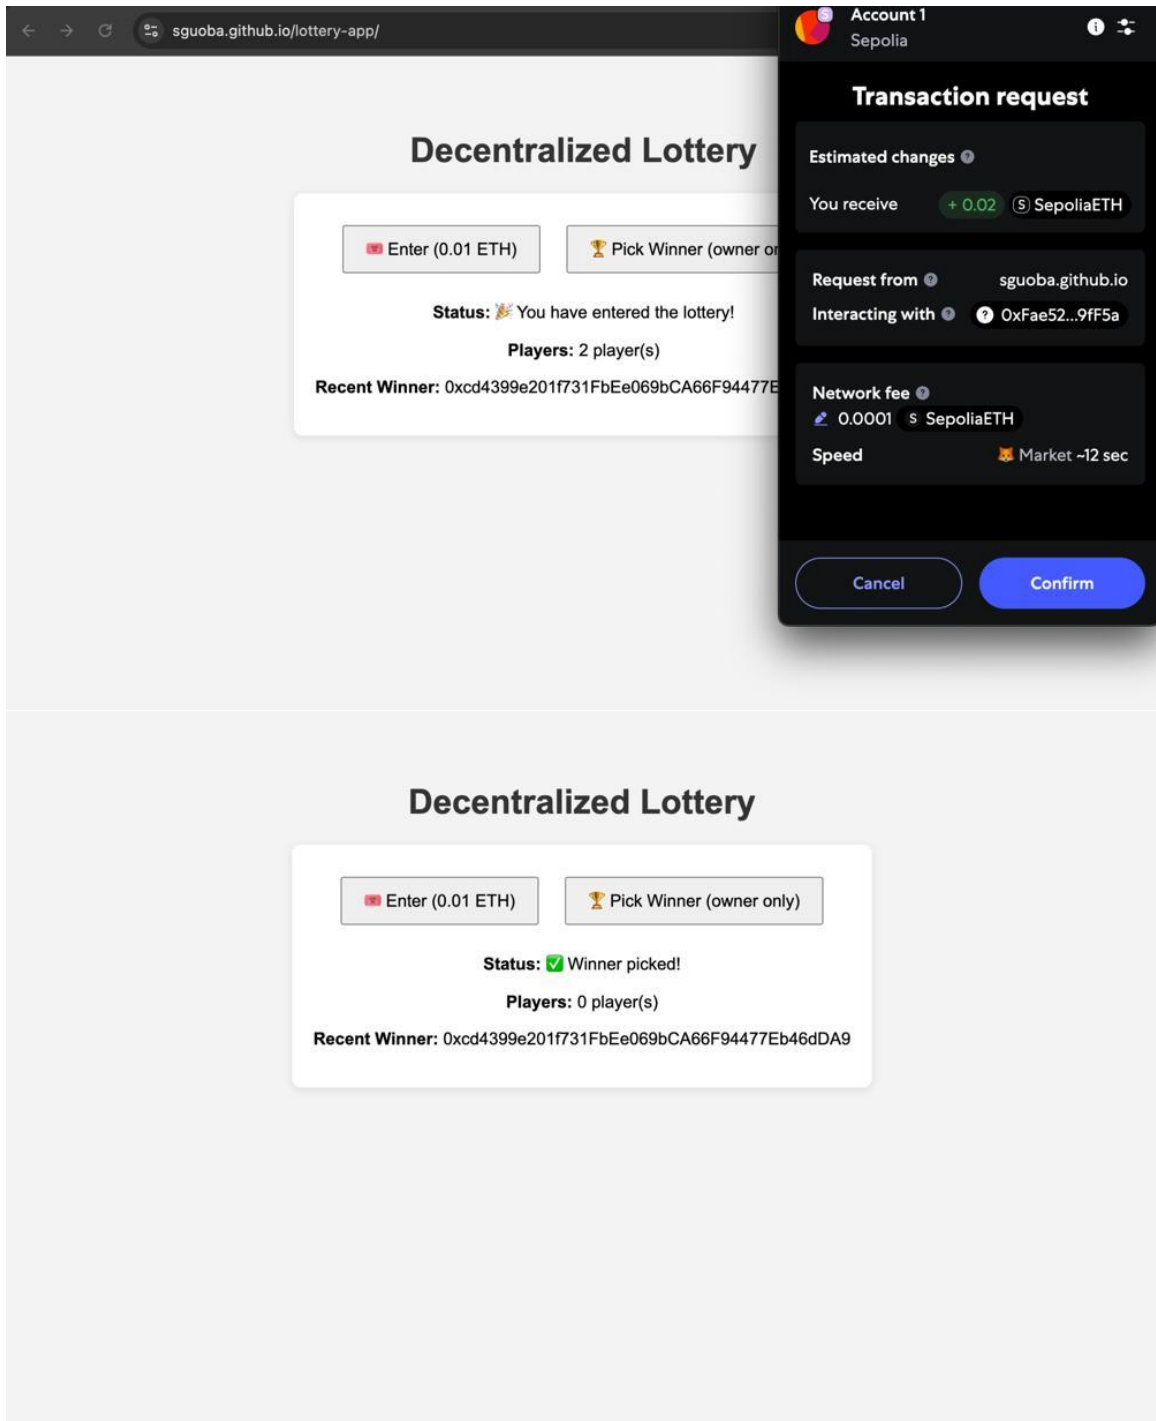 sguoba.github.io/lottery-app/
Decentralized Lottery
🎟️ Enter (0.01 ETH)
🏆 Pick Winner (owner or
Status: 🎉 You have entered the lottery!
Players: 2 player(s)
Recent Winner: 0xcd4399e201f731FbEe069bCA66F94477E
S
Account 1
Sepolia
Transaction request
Estimated changes ?
You receive + 0.02 S SepoliaETH
Request from ? sguoba.github.io
Interacting with ? ? 0xFae52...9fF5a
Network fee ?
0.0001 S SepoliaETH
Speed 🦊 Market ~12 sec
Cancel Confirm
Decentralized Lottery
🎟️ Enter (0.01 ETH)
🏆 Pick Winner (owner only)
Status: ✅ Winner picked!
Players: 0 player(s)
Recent Winner: 0xcd4399e201f731FbEe069bCA66F94477Eb46dDA9